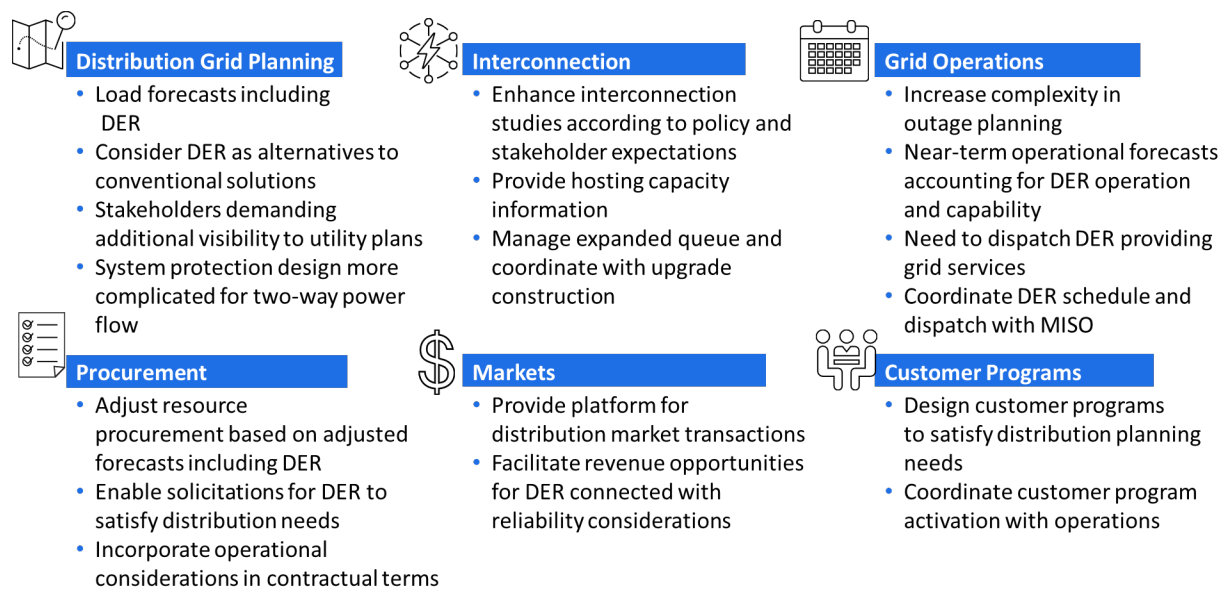 Distribution Grid Planning
• Load forecasts including
DER
• Consider DER as alternatives to
conventional solutions
• Stakeholders demanding
additional visibility to utility plans
• System protection design more
complicated for two-way power
flow
Interconnection
• Enhance interconnection
studies according to policy and
stakeholder expectations
• Provide hosting capacity
information
• Manage expanded queue and
coordinate with upgrade
construction
Grid Operations
• Increase complexity in
outage planning
• Near-term operational forecasts
accounting for DER operation
and capability
• Need to dispatch DER providing
grid services
• Coordinate DER schedule and
dispatch with MISO
Procurement
• Adjust resource
procurement based on adjusted
forecasts including DER
• Enable solicitations for DER to
satisfy distribution needs
• Incorporate operational
considerations in contractual terms
Markets
• Provide platform for
distribution market transactions
• Facilitate revenue opportunities
for DER connected with
reliability considerations
Customer Programs
• Design customer programs
to satisfy distribution planning
needs
• Coordinate customer program
activation with operations